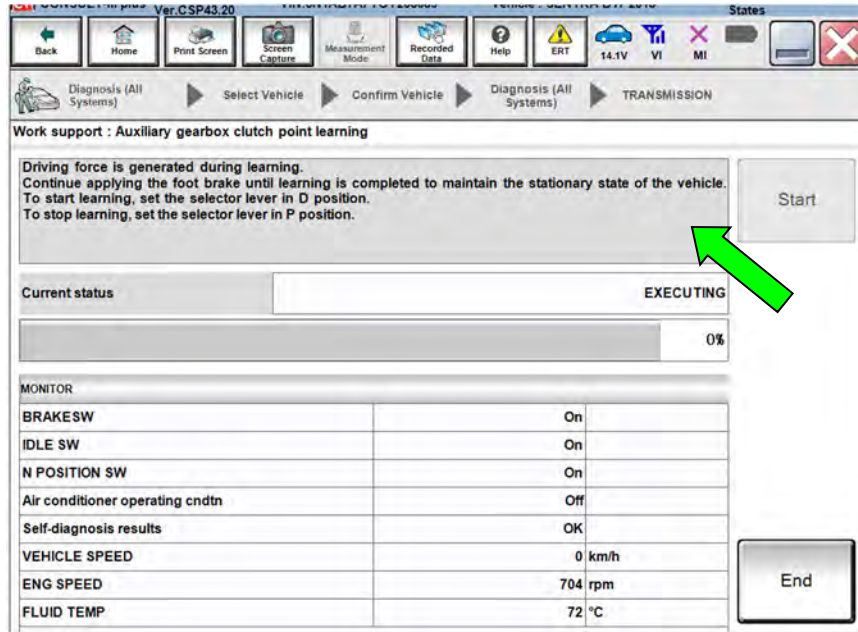 Ver.CSP43.20
States
Back
Home
Print Screen
Screen Capture
Measurement Mode
Recorded Data
Help
ERT
14.1V
VI
MI
Diagnosis (All Systems)
Select Vehicle
Confirm Vehicle
Diagnosis (All Systems)
TRANSMISSION
Work support : Auxiliary gearbox clutch point learning
Driving force is generated during learning.
Continue applying the foot brake until learning is completed to maintain the stationary state of the vehicle.
To start learning, set the selector lever in D position.
To stop learning, set the selector lever in P position.
Start
Current status
EXECUTING
0%
MONITOR
BRAKESW On
IDLE SW On
N POSITION SW On
Air conditioner operating cndtn Off
Self-diagnosis results OK
VEHICLE SPEED 0 km/h
ENG SPEED 704 rpm
FLUID TEMP 72 °C
End